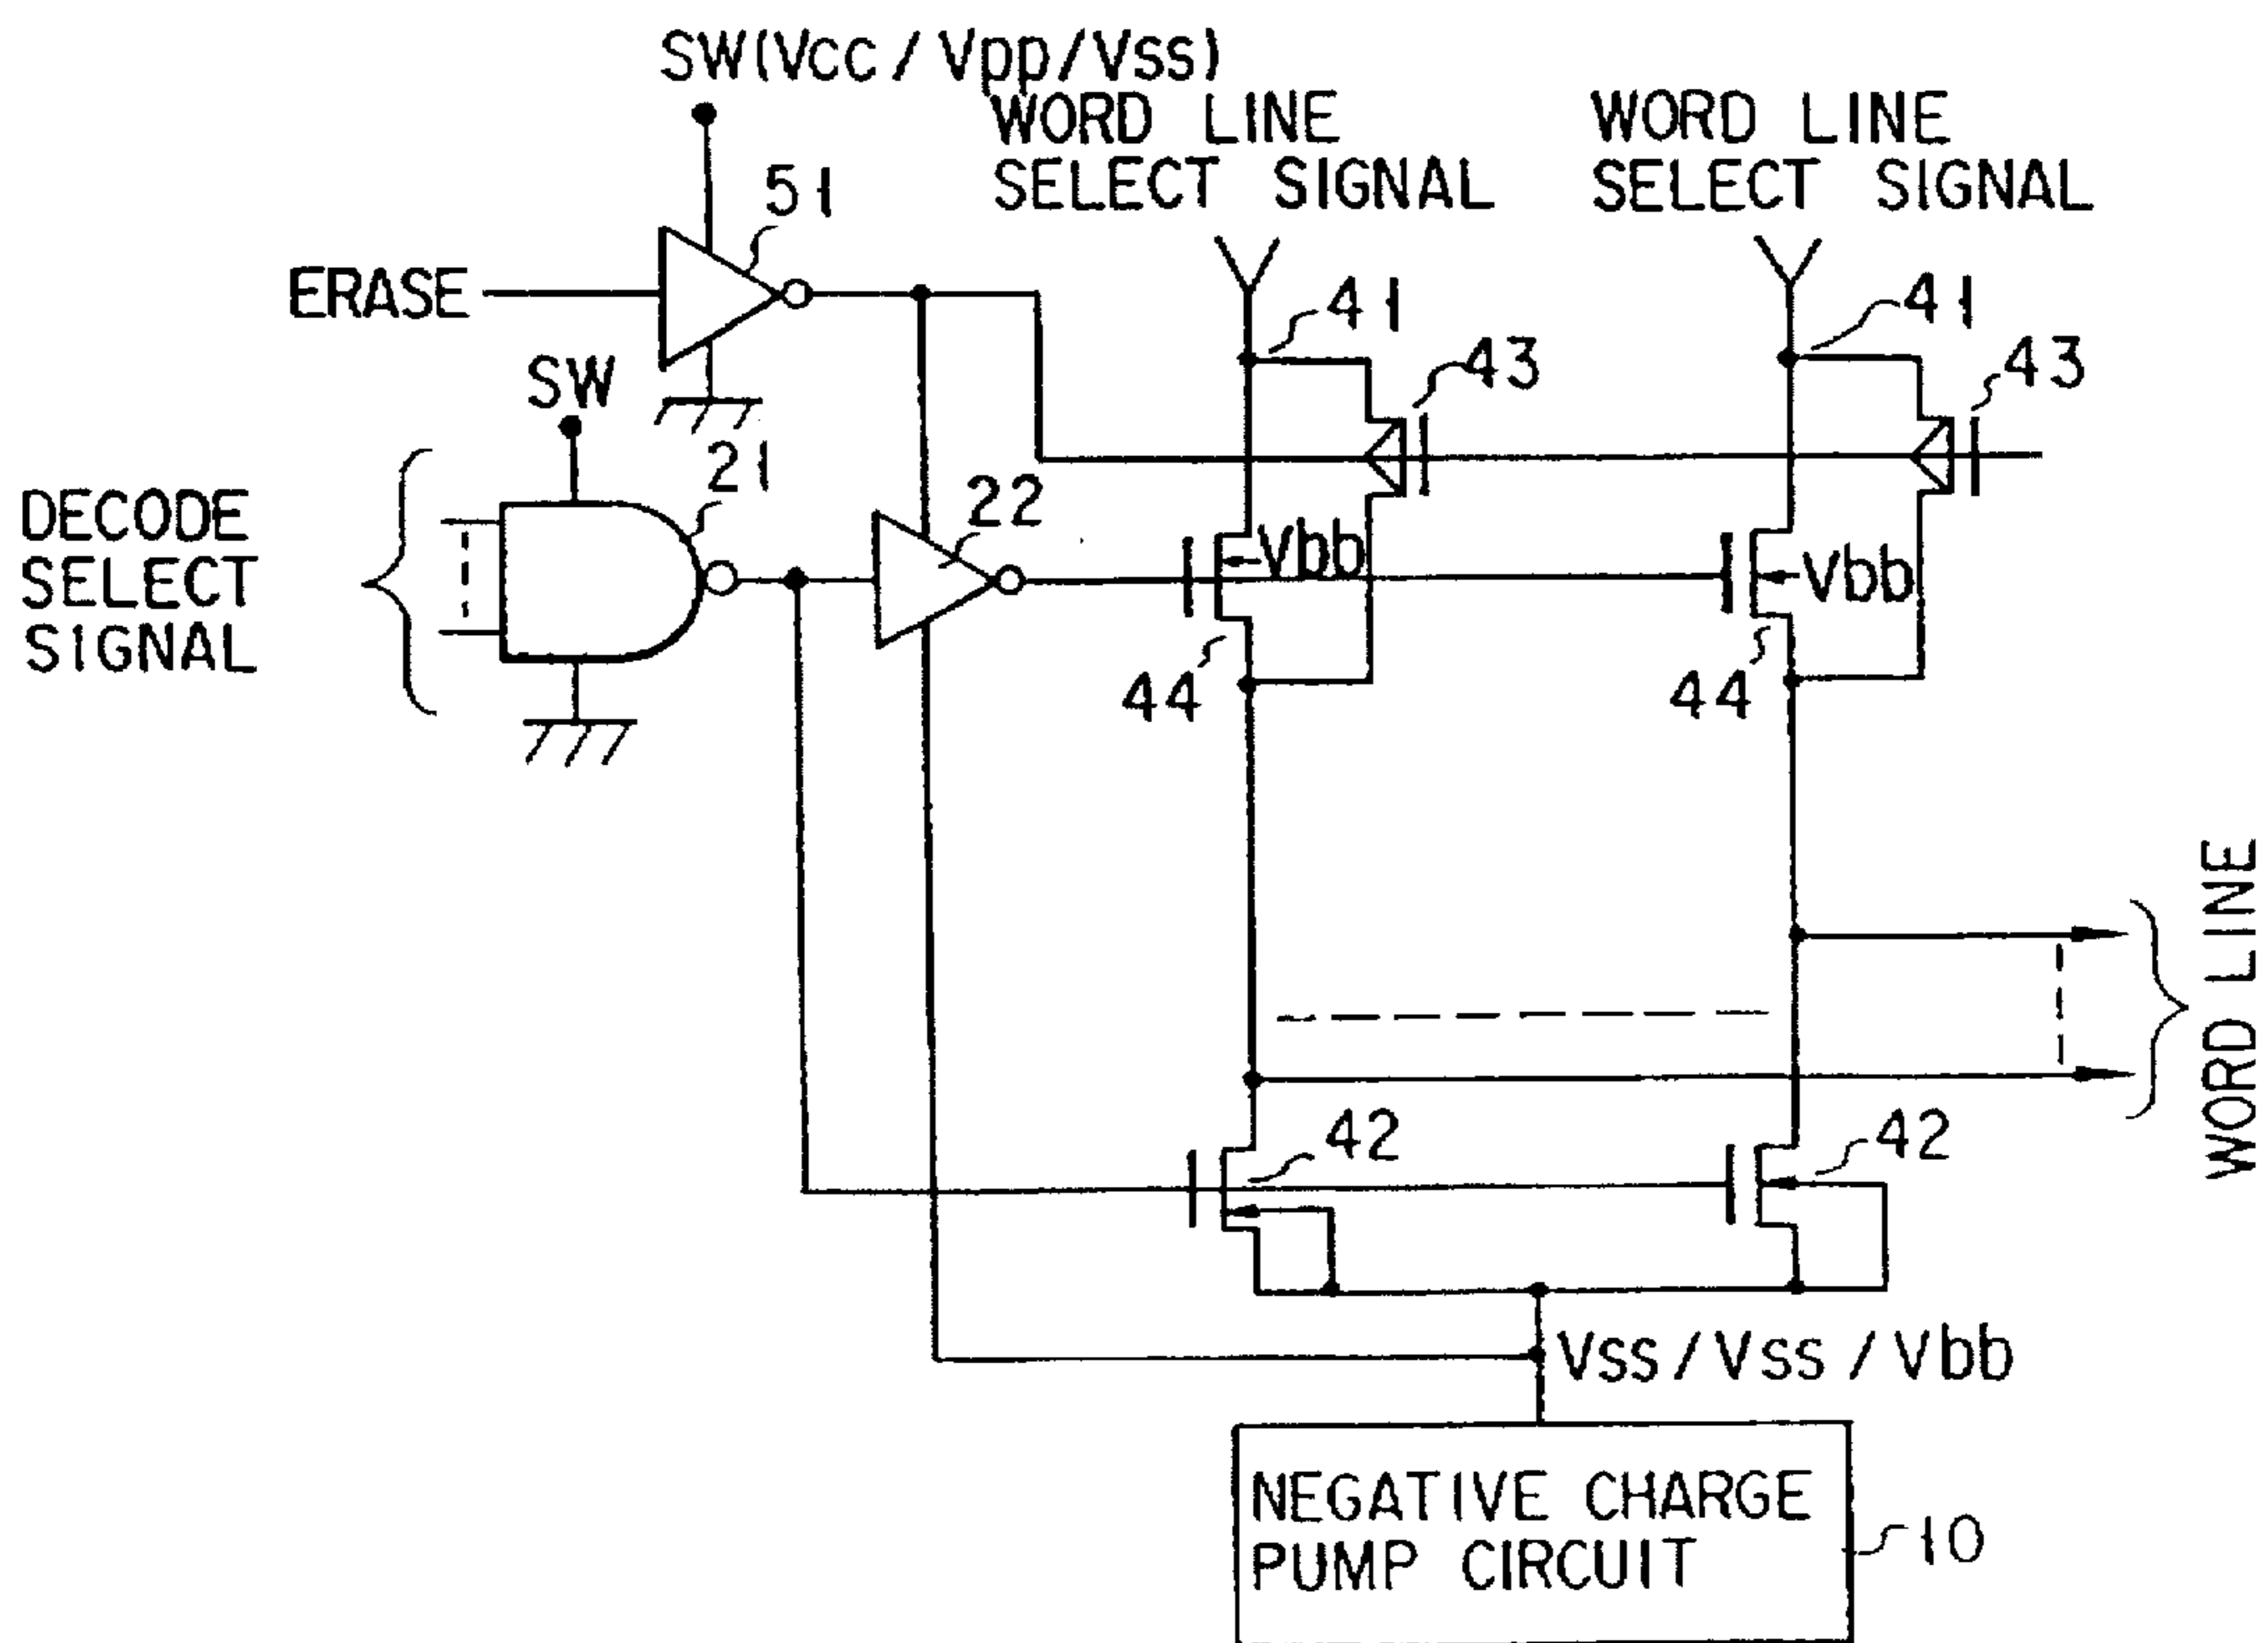 SW(VCC / Vpp/VSS)
WORD LINE
SELECT SIGNAL
WORD LINE
SELECT SIGNAL
51
ERASE
41
41
SW
43
43
21
DECODE
SELECT
SIGNAL
22
Vbb
Vbb
44
44
WORD LINE
42
42
Vss / Vss / Vbb
NEGATIVE CHARGE
PUMP CIRCUIT
10